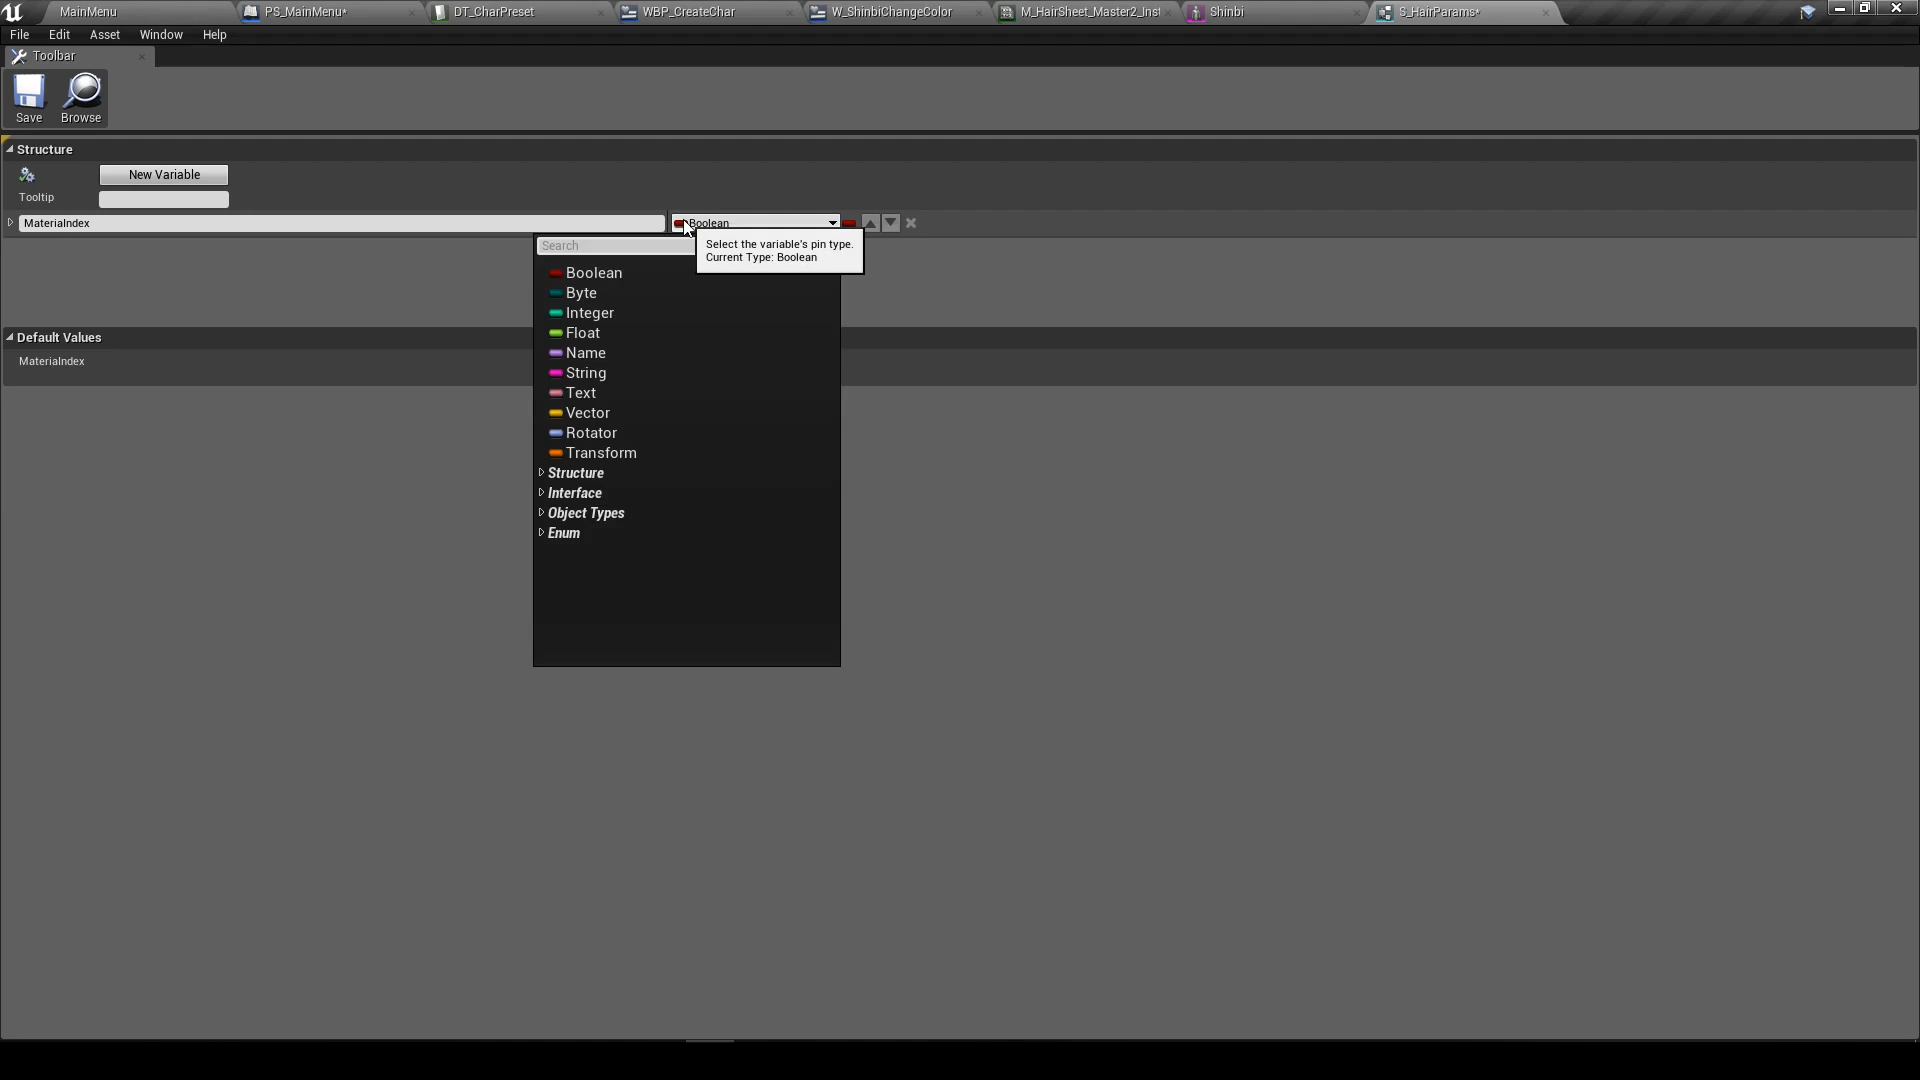 MainMenu
PS_MainMenu*
DT_CharPreset
WBP_CreateChar
W_ShinbiChangeColor
M_HairSheet_Master2_Inst
Shinbi
S_HairParams*
File
Edit
Asset
Window
Help
Toolbar
Save
Browse
Structure
New Variable
Tooltip
MateriaIndex
Boolean
Search
Select the variable's pin type.
Current Type: Boolean
Boolean
Byte
Integer
Float
Name
String
Text
Vector
Rotator
Transform
Structure
Interface
Object Types
Enum
Default Values
MateriaIndex